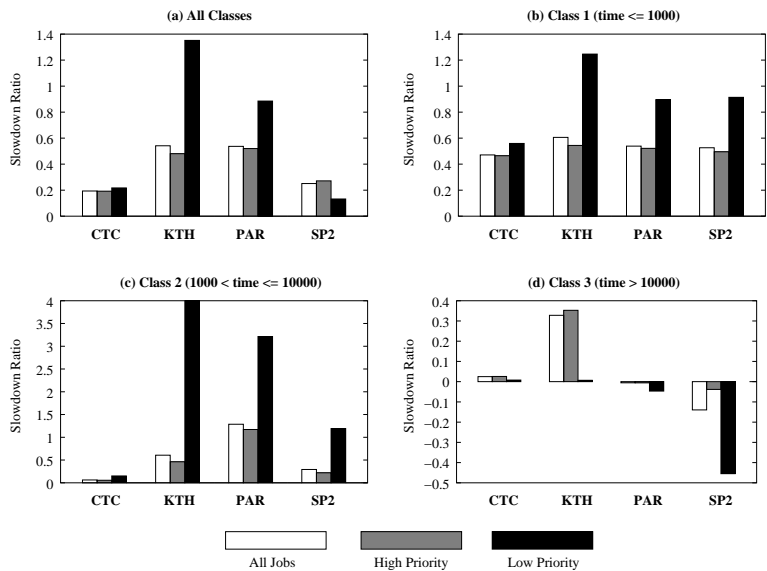 (a) All Classes
Slowdown Ratio
1.4
1.2
1
0.8
0.6
0.4
0.2
0
CTC KTH PAR SP2
(b) Class 1 (time <= 1000)
Slowdown Ratio
1.4
1.2
1
0.8
0.6
0.4
0.2
0
CTC KTH PAR SP2
(c) Class 2 (1000 < time <= 10000)
Slowdown Ratio
4
3.5
3
2.5
2
1.5
1
0.5
0
CTC KTH PAR SP2
(d) Class 3 (time > 10000)
Slowdown Ratio
0.4
0.3
0.2
0.1
0
−0.1
−0.2
−0.3
−0.4
−0.5
CTC KTH PAR SP2
All Jobs High Priority Low Priority